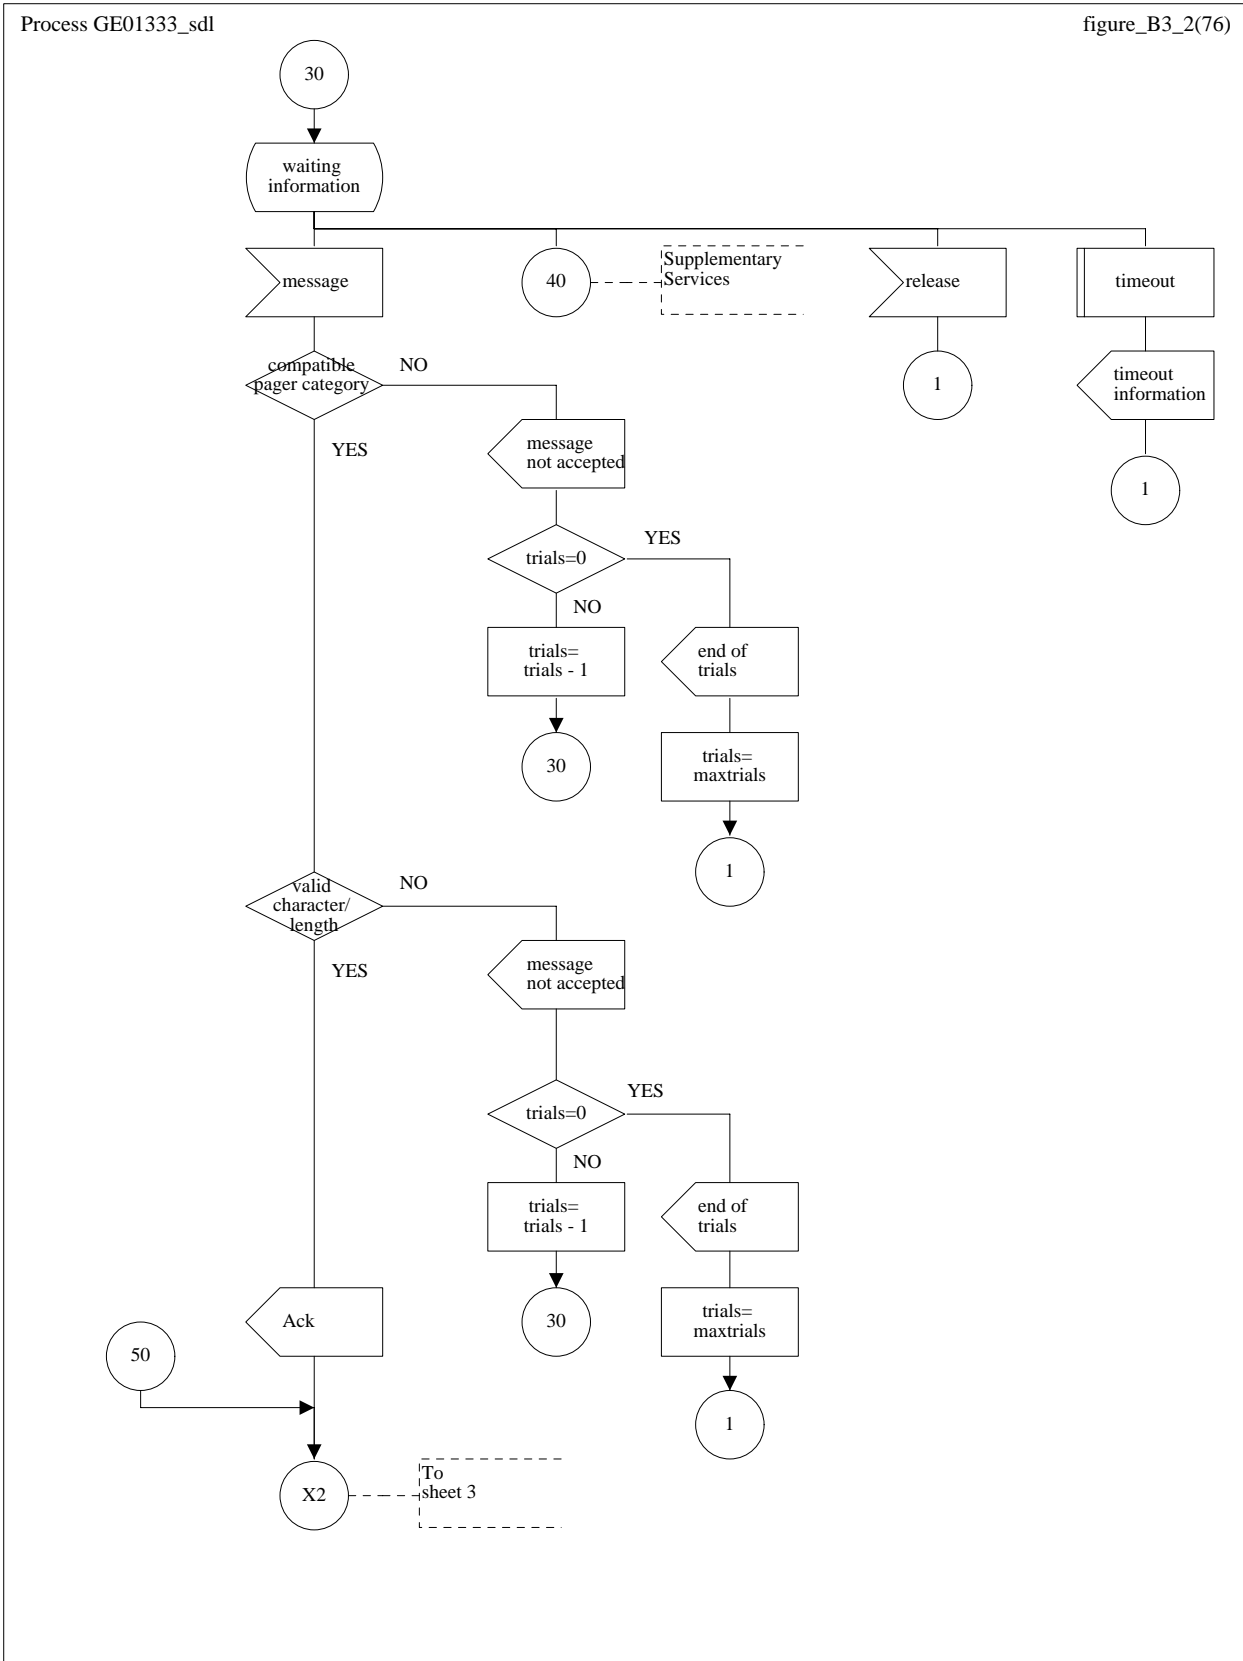 Process GE01333_sdl
figure_B3_2(76)
30
waiting
information
message
40
Supplementary
Services
release
timeout
compatible
pager category
NO
YES
1
timeout
information
message
not accepted
1
trials=0
YES
NO
trials=
trials - 1
end of
trials
30
trials=
maxtrials
1
valid
character/
length
NO
YES
message
not accepted
trials=0
YES
NO
trials=
trials - 1
end of
trials
Ack
30
trials=
maxtrials
50
1
X2
To
sheet 3